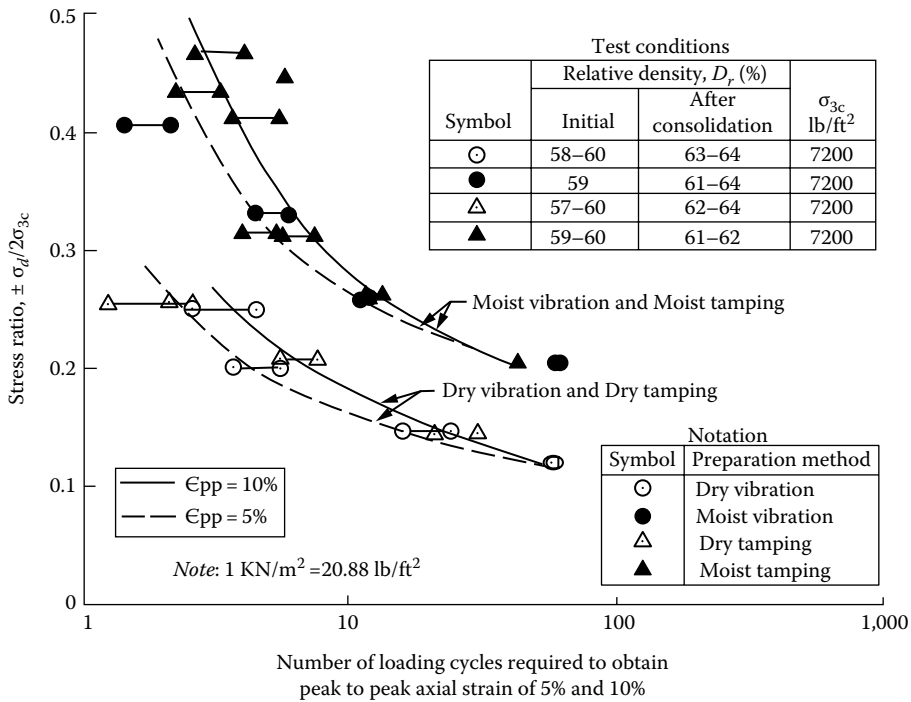 0.5
0.4
0.3
0.2
0.1
0
Stress ratio, ± σd/2σ3c
1
10
100
1,000
Number of loading cycles required to obtain
peak to peak axial strain of 5% and 10%
Test conditions
Symbol
Relative density, Dr (%)
Initial
After
consolidation
σ3c
lb/ft²
58–60 63–64 7200
59 61–64 7200
57–60 62–64 7200
59–60 61–62 7200
Moist vibration and Moist tamping
Dry vibration and Dry tamping
Notation
Symbol Preparation method
Dry vibration
Moist vibration
Dry tamping
Moist tamping
Єpp = 10%
Єpp = 5%
Note: 1 KN/m² =20.88 lb/ft²